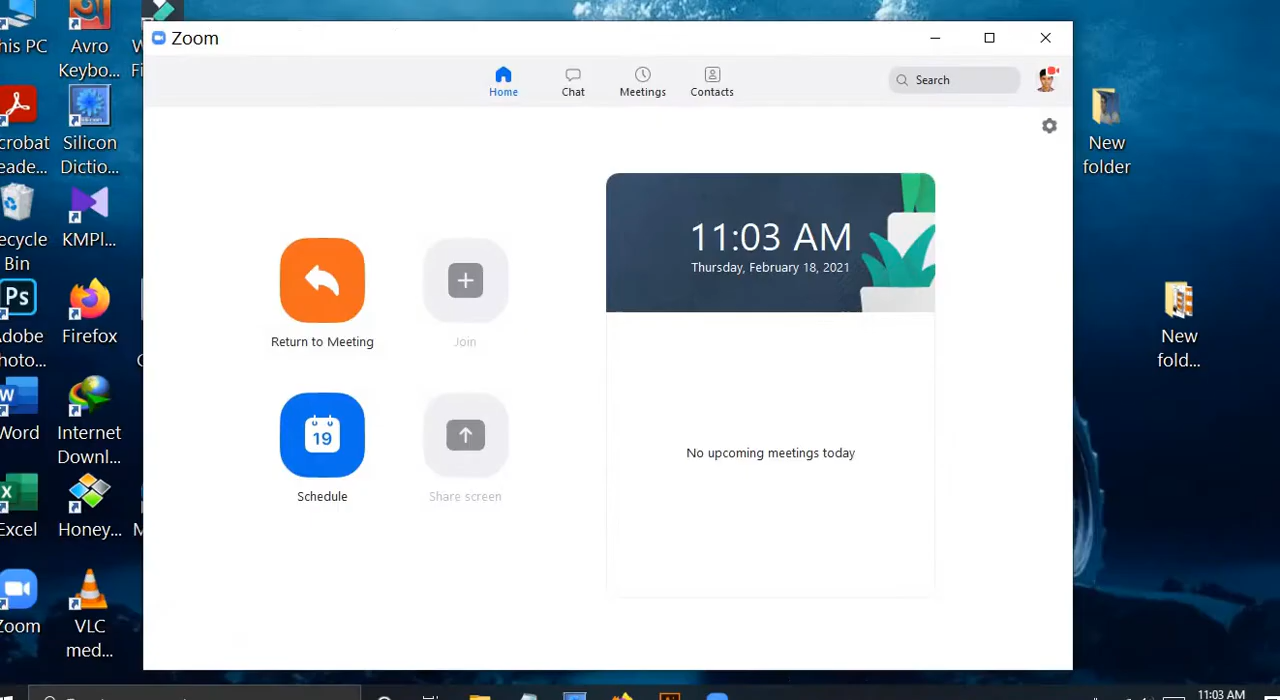 his PC
Avro
Keybo...
Zoom
Home
Chat
Meetings
Contacts
Search
crobat
eade...
Silicon
Dictio...
New
folder
ecycle
Bin
KMPl...
11:03 AM
Thursday, February 18, 2021
Ps
Adobe
hoto...
Firefox
Return to Meeting
Join
New
fold...
W
Word
Internet
Downl...
19
Schedule
Share screen
No upcoming meetings today
X
Excel
Honey...
Zoom
VLC
med...
11:03 AM